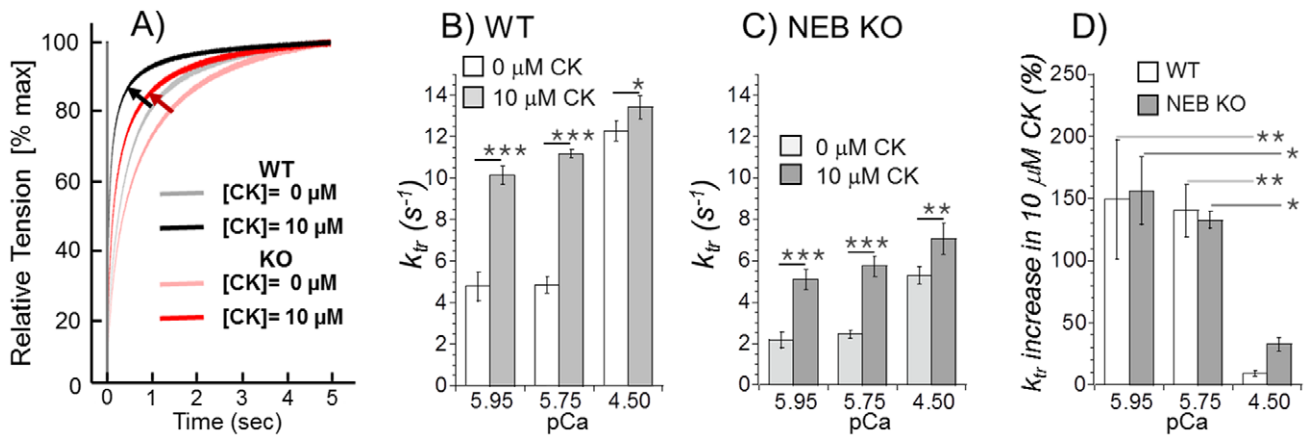 A)
Relative Tension [% max]
100
80
60
40
20
0
0 1 2 3 4 5
Time (sec)
WT
[CK]= 0 µM
[CK]= 10 µM
KO
[CK]= 0 µM
[CK]= 10 µM
B) WT
0 µM CK
10 µM CK
k_tr (s⁻¹)
14
12
10
8
6
4
2
0
***
***
*
5.95 5.75 4.50
pCa
C) NEB KO
0 µM CK
10 µM CK
k_tr (s⁻¹)
14
12
10
8
6
4
2
0
***
***
**
5.95 5.75 4.50
pCa
D)
WT
NEB KO
k_tr increase in 10 µM CK (%)
250
200
150
100
50
0
**
*
**
*
5.95 5.75 4.50
pCa